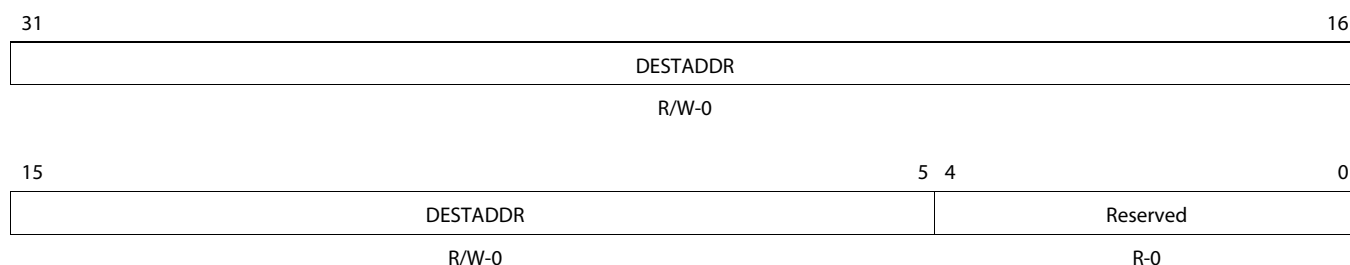 31 16
DESTADDR
R/W-0
15 5 4 0
DESTADDR Reserved
R/W-0 R-0